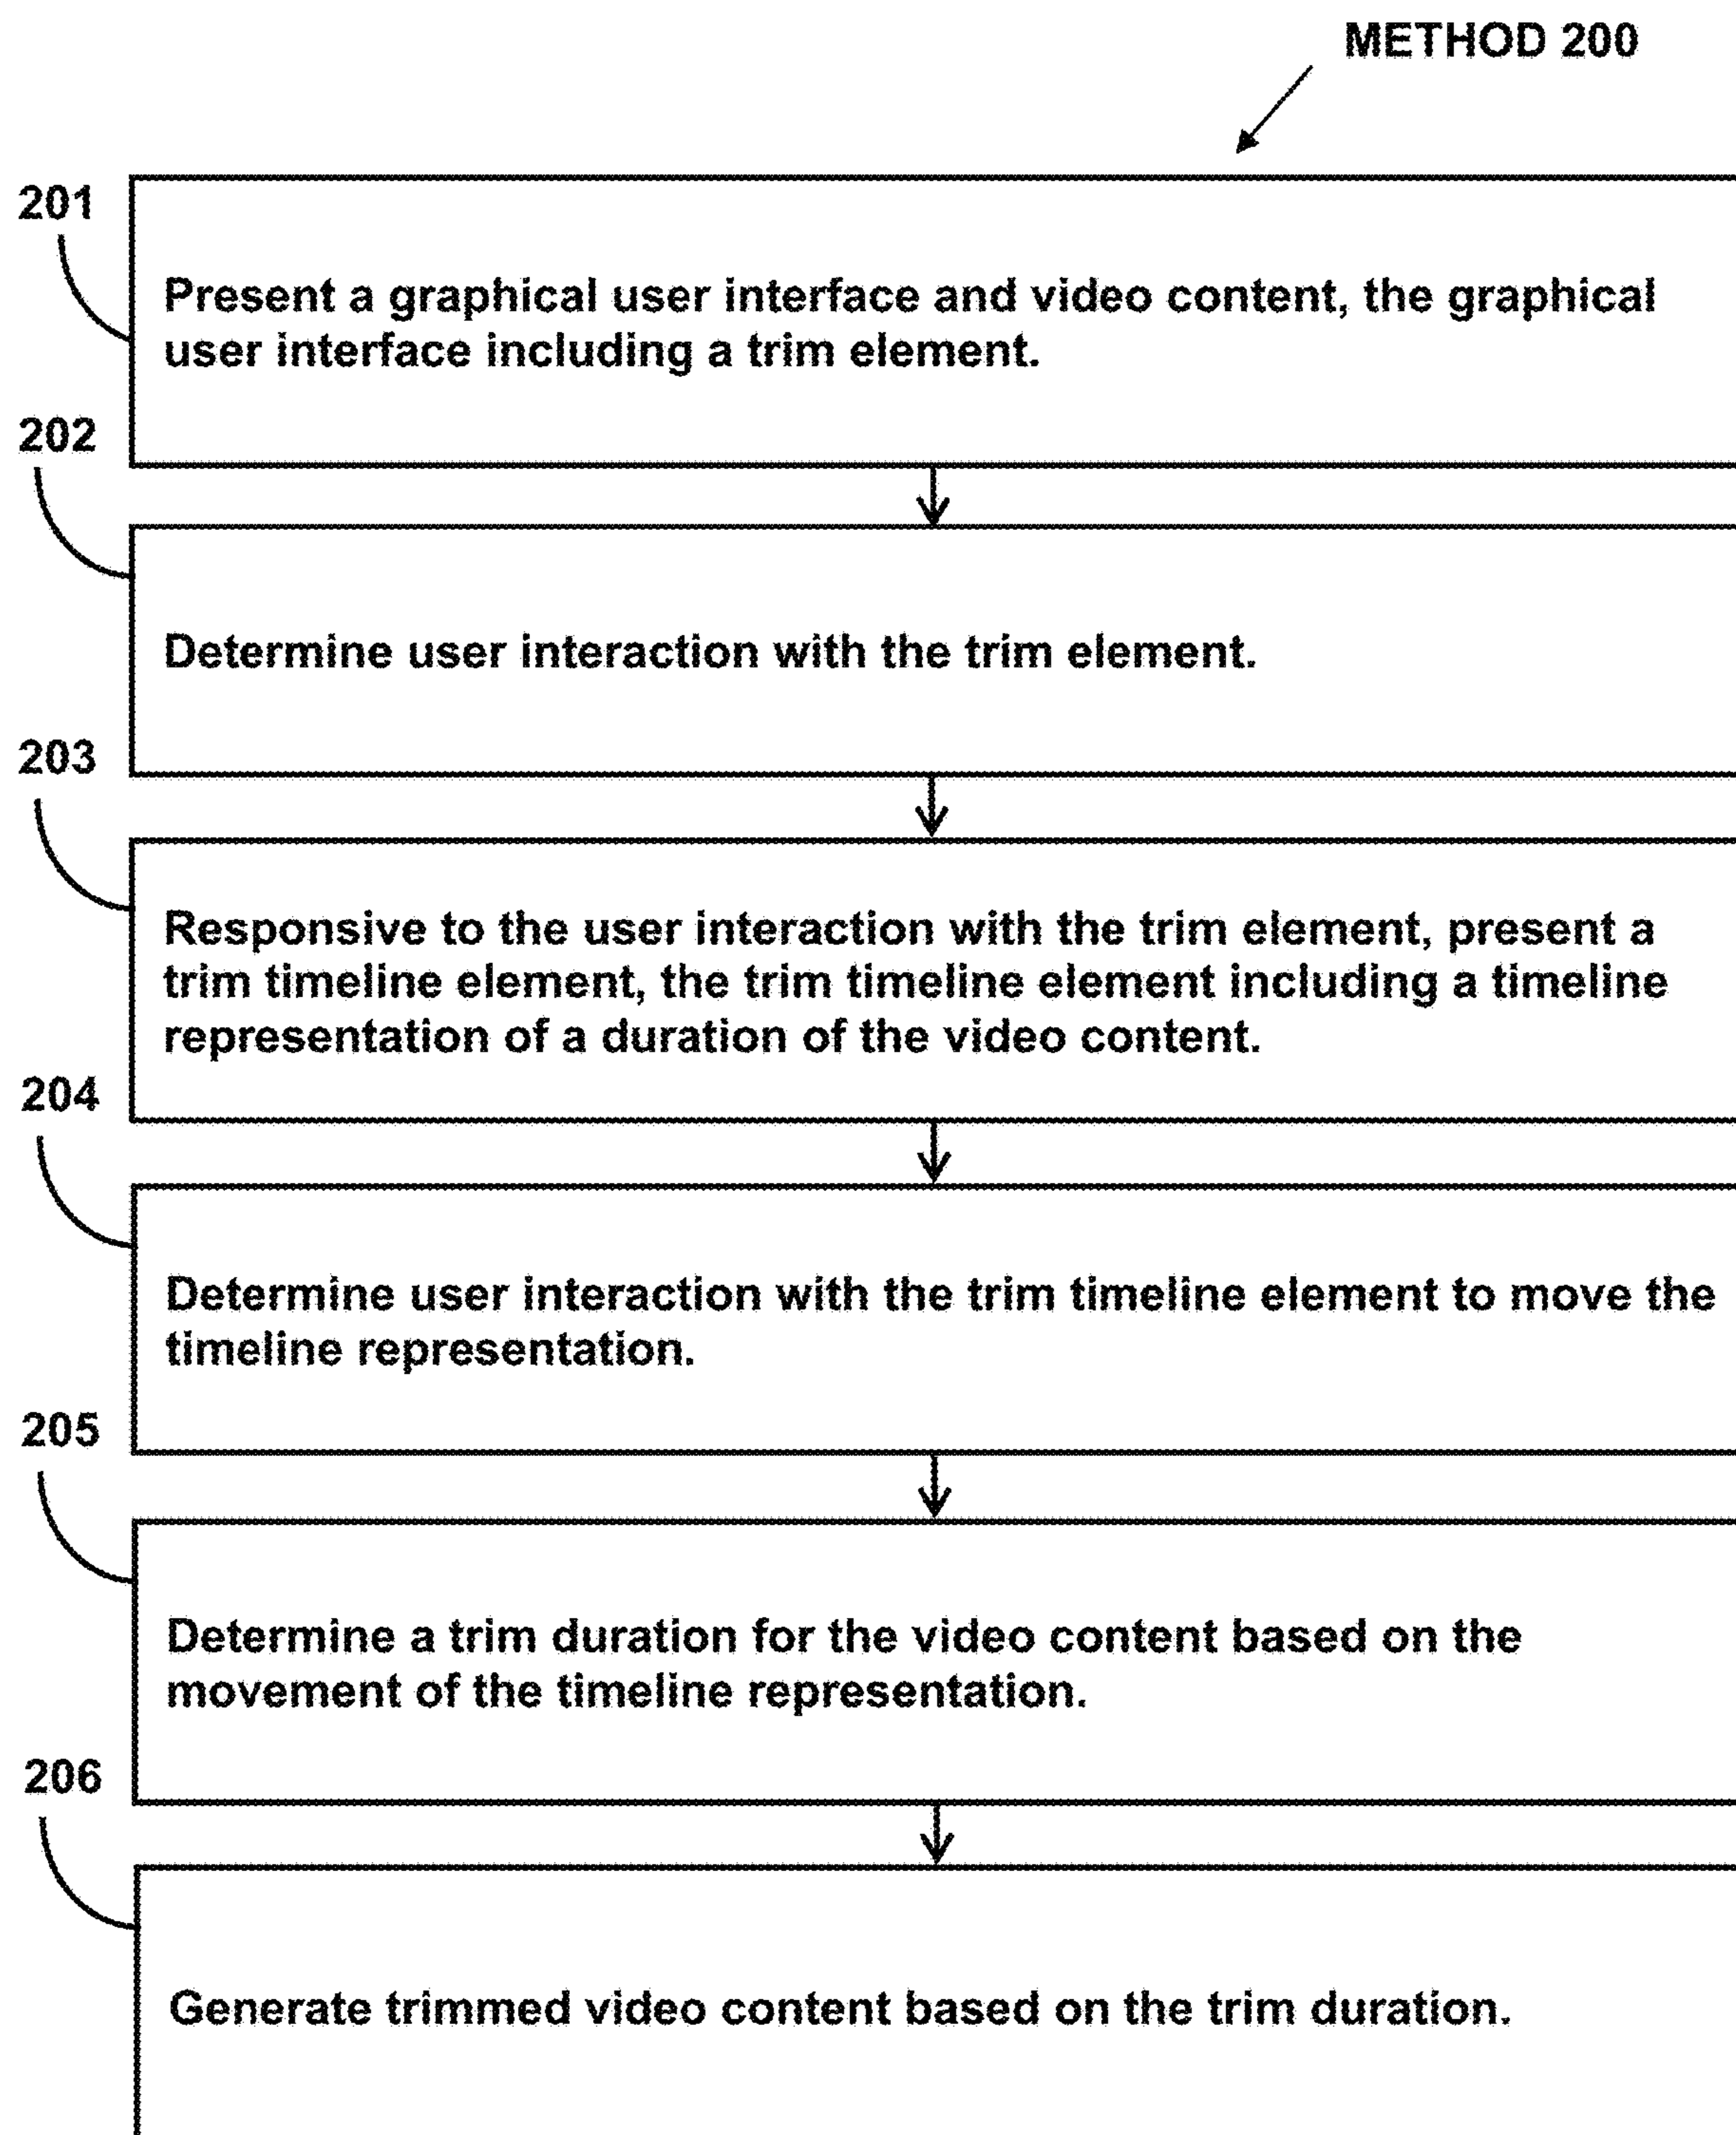 METHOD 200
201
Present a graphical user interface and video content, the graphical
user interface including a trim element.
202
Determine user interaction with the trim element.
203
Responsive to the user interaction with the trim element, present a
trim timeline element, the trim timeline element including a timeline
representation of a duration of the video content.
204
Determine user interaction with the trim timeline element to move the
timeline representation.
205
Determine a trim duration for the video content based on the
movement of the timeline representation.
206
Generate trimmed video content based on the trim duration.